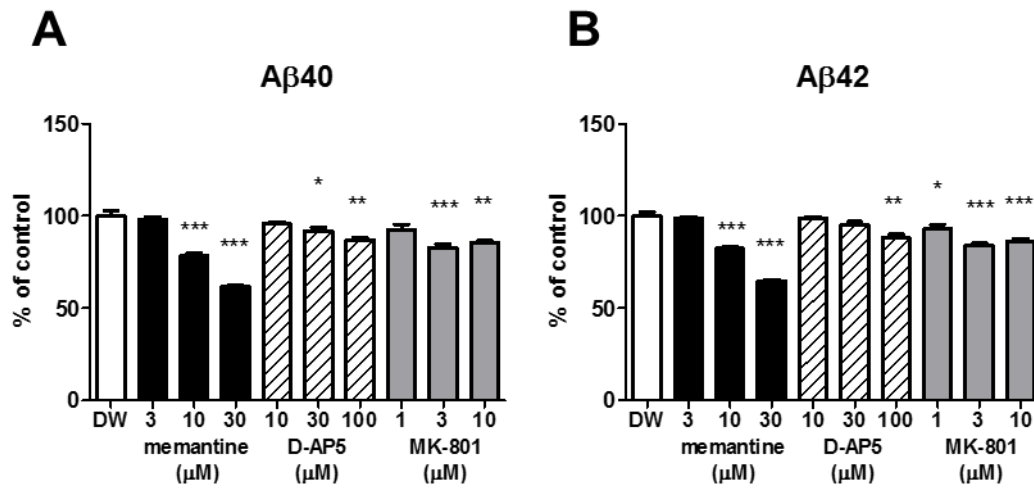 A
Aβ40
% of control
150
100
50
0
***
***
*
**
***
**
DW 3 10 30 10 30 100 1 3 10
memantine D-AP5 MK-801
(μM) (μM) (μM)
B
Aβ42
% of control
150
100
50
0
***
***
**
*
***
***
DW 3 10 30 10 30 100 1 3 10
memantine D-AP5 MK-801
(μM) (μM) (μM)